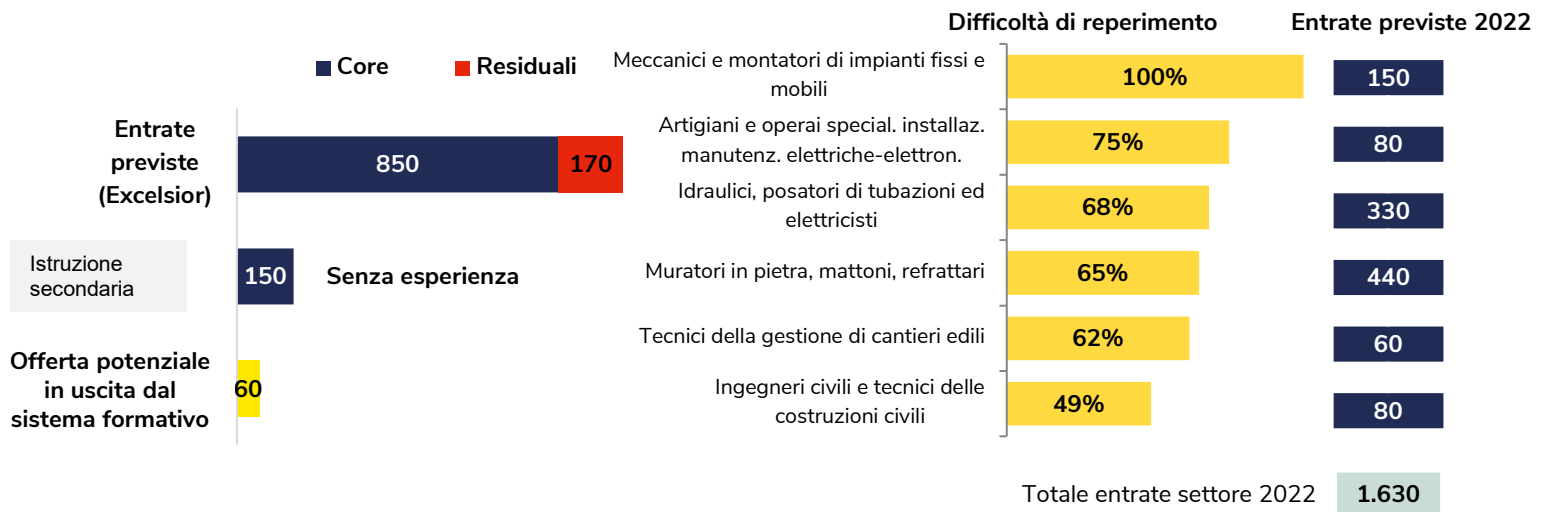 Core
Residuali
Entrate
previste
(Excelsior)
850
170
Istruzione
secondaria
150
Senza esperienza
Offerta potenziale
in uscita dal
sistema formativo
60
Difficoltà di reperimento
Entrate previste 2022
Meccanici e montatori di impianti fissi e
mobili
100%
150
Artigiani e operai special. installaz.
manutenz. elettriche-elettron.
75%
80
Idraulici, posatori di tubazioni ed
elettricisti
68%
330
Muratori in pietra, mattoni, refrattari
65%
440
Tecnici della gestione di cantieri edili
62%
60
Ingegneri civili e tecnici delle
costruzioni civili
49%
80
Totale entrate settore 2022
1.630